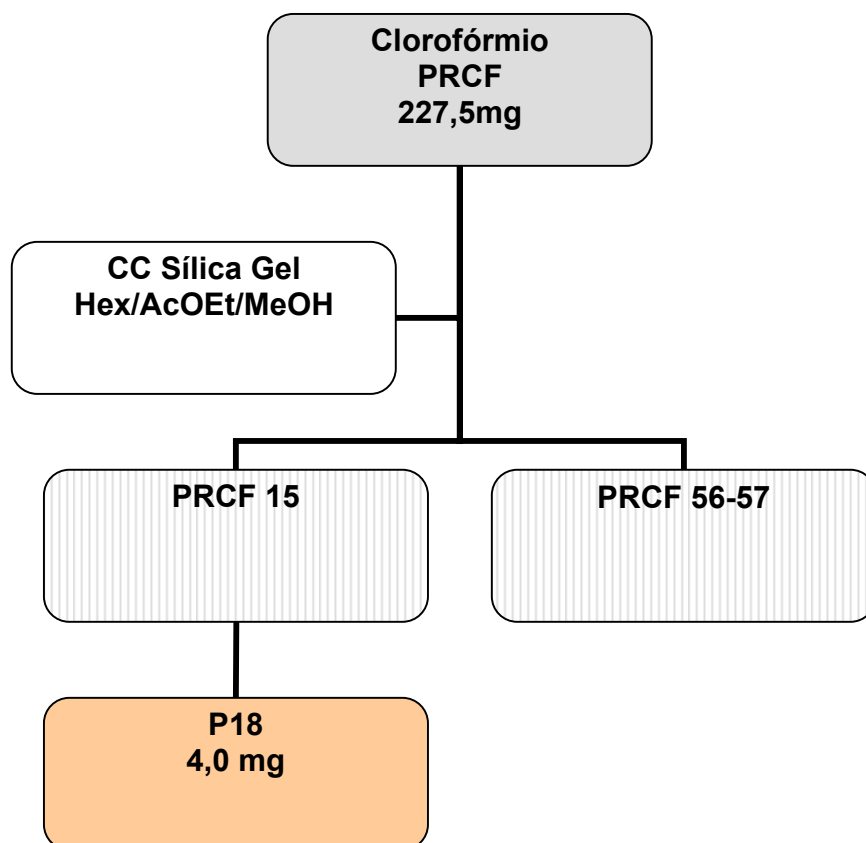 Clorofórmio
PRCF
227,5mg
CC Sílica Gel
Hex/AcOEt/MeOH
PRCF 15
PRCF 56-57
P18
4,0 mg